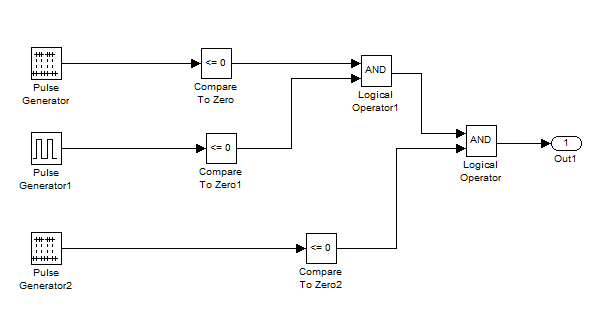 <= 0
Pulse
Generator
Compare
To Zero
AND
Logical
Operator1
<= 0
Pulse
Generator1
Compare
To Zero1
AND
Logical
Operator
1
Out1
<= 0
Pulse
Generator2
Compare
To Zero2